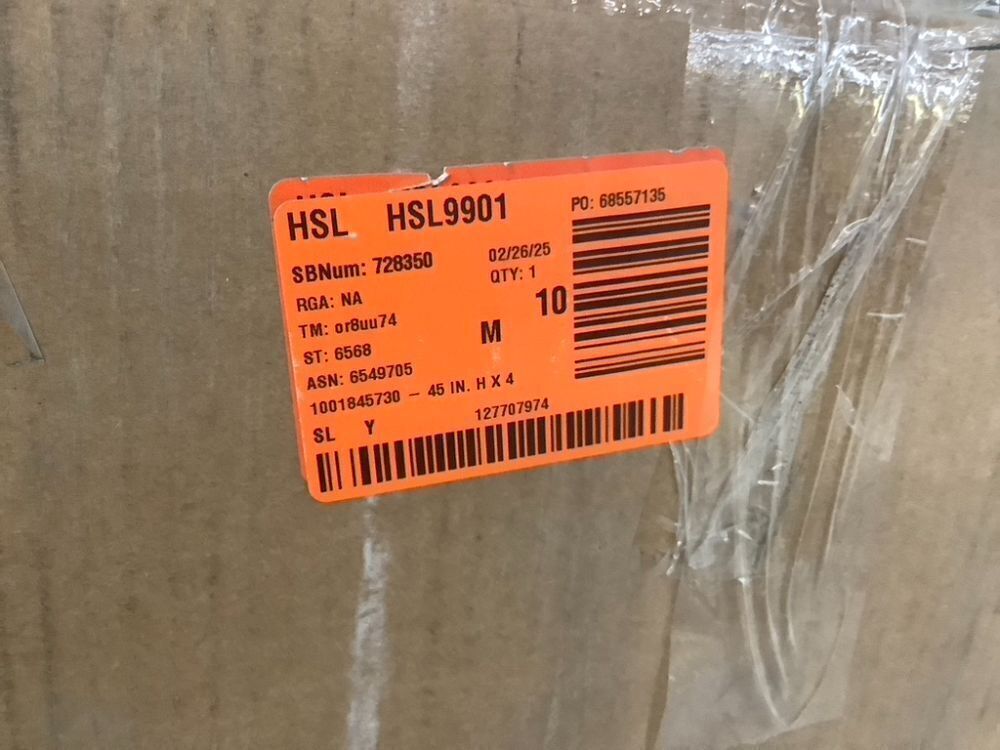 HSL
HSL HSL9901
PO: 68557135
SBNum: 728350
02/26/25
QTY: 1
RGA: NA
10
TM: or8uu74
M
ST: 6568
ASN: 6549705
1001845730 – 45 IN. H X 4
127707974
SL Y